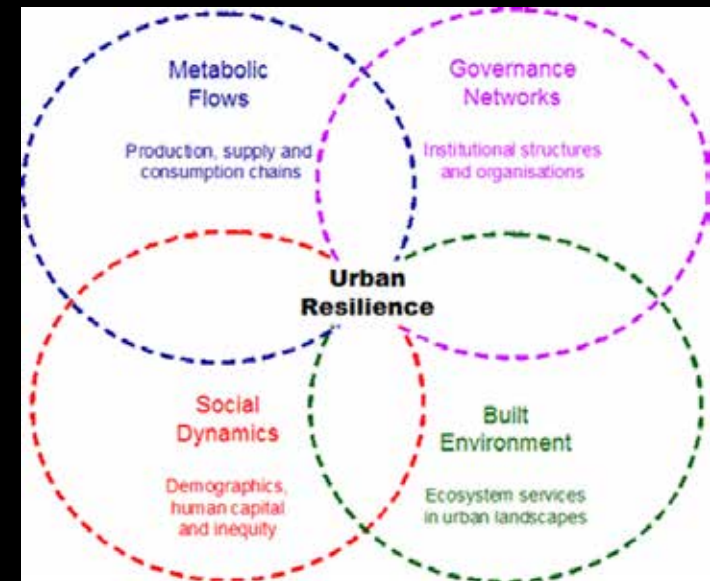 Metabolic
Flows
Production, supply and
consumption chains
Governance
Networks
Institutional structures
and organisations
Urban
Resilience
Social
Dynamics
Demographics,
human capital
and inequity
Built
Environment
Ecosystem services
in urban landscapes